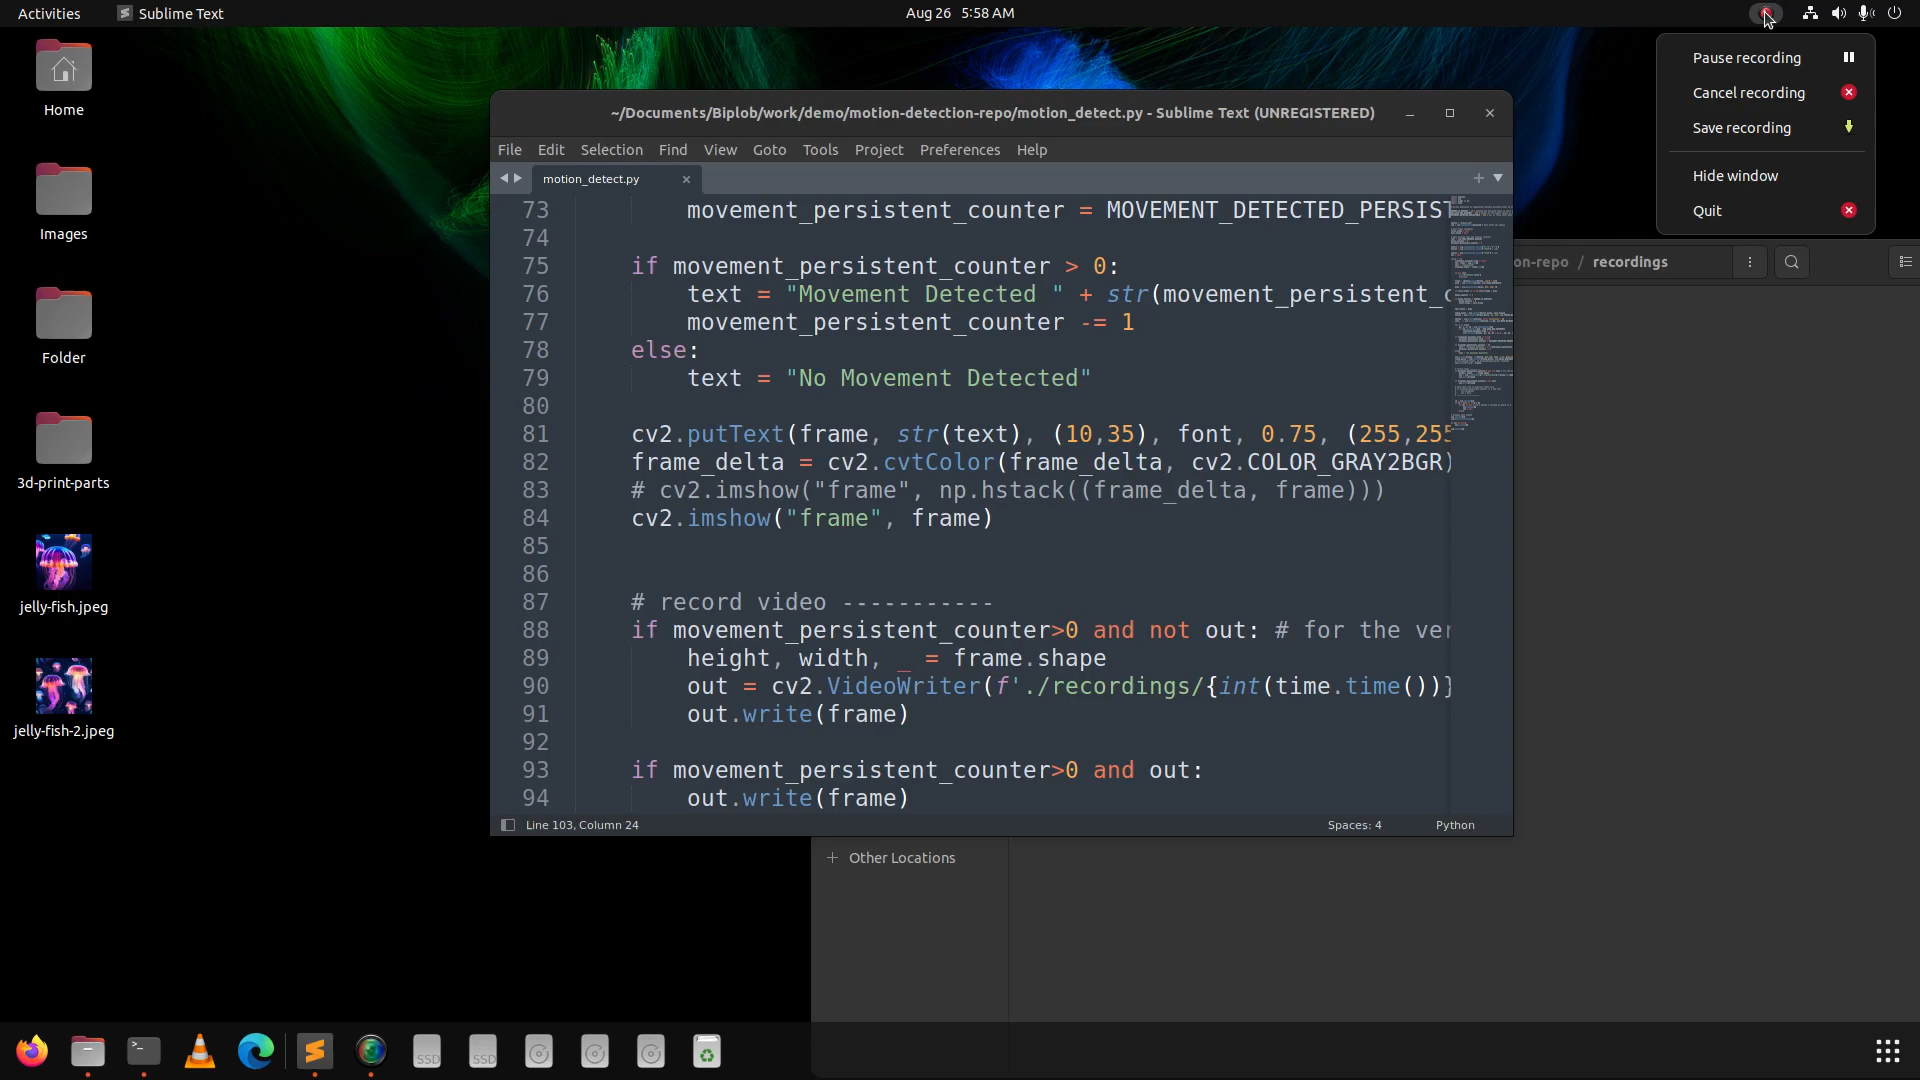 Activities
Sublime Text
Aug 26 5:58 AM
Home
Images
Folder
3d-print-parts
jelly-fish.jpeg
jelly-fish-2.jpeg
Pause recording
Cancel recording
Save recording
Hide window
Quit
on-repo / recordings
~/Documents/Biplob/work/demo/motion-detection-repo/motion_detect.py - Sublime Text (UNREGISTERED)
File Edit Selection Find View Goto Tools Project Preferences Help
motion_detect.py
73 movement_persistent_counter = MOVEMENT_DETECTED_PERSIST
74
75 if movement_persistent_counter > 0:
76 text = "Movement Detected " + str(movement_persistent_c
77 movement_persistent_counter -= 1
78 else:
79 text = "No Movement Detected"
80
81 cv2.putText(frame, str(text), (10,35), font, 0.75, (255,255
82 frame_delta = cv2.cvtColor(frame_delta, cv2.COLOR_GRAY2BGR)
83 # cv2.imshow("frame", np.hstack((frame_delta, frame)))
84 cv2.imshow("frame", frame)
85
86
87 # record video -----------
88 if movement_persistent_counter>0 and not out: # for the ver
89 height, width, _ = frame.shape
90 out = cv2.VideoWriter(f'./recordings/{int(time.time())}
91 out.write(frame)
92
93 if movement_persistent_counter>0 and out:
94 out.write(frame)
Line 103, Column 24
Spaces: 4
Python
+ Other Locations
SSD
SSD